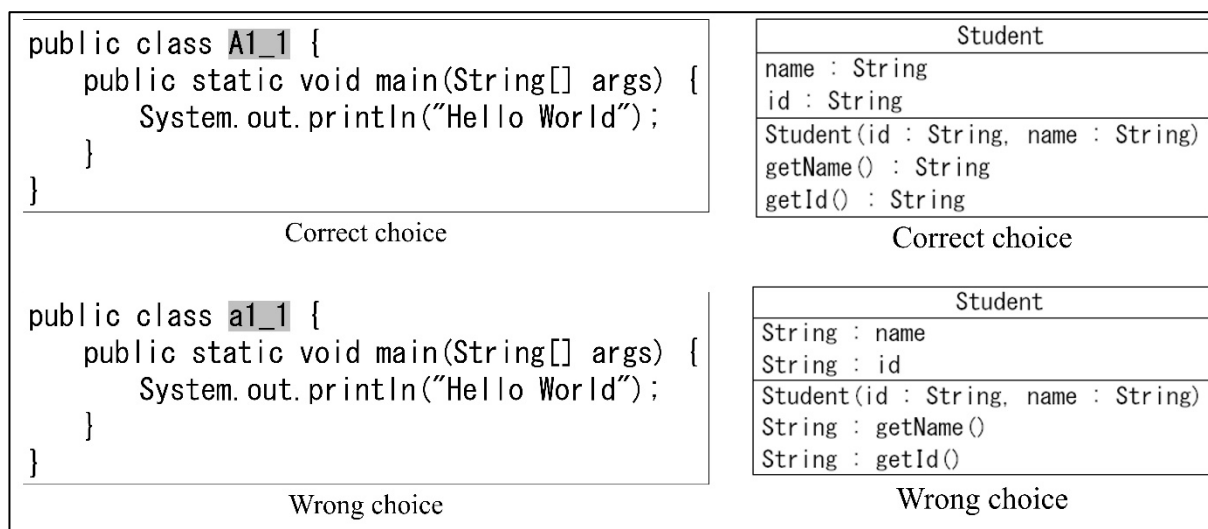 public class A1_1 {
public static void main(String[] args) {
System.out.println("Hello World");
}
}
Correct choice
Student
name : String
id : String
Student(id : String, name : String)
getName() : String
getId() : String
Correct choice
public class a1_1 {
public static void main(String[] args) {
System.out.println("Hello World");
}
}
Wrong choice
Student
String : name
String : id
Student(id : String, name : String)
String : getName()
String : getId()
Wrong choice